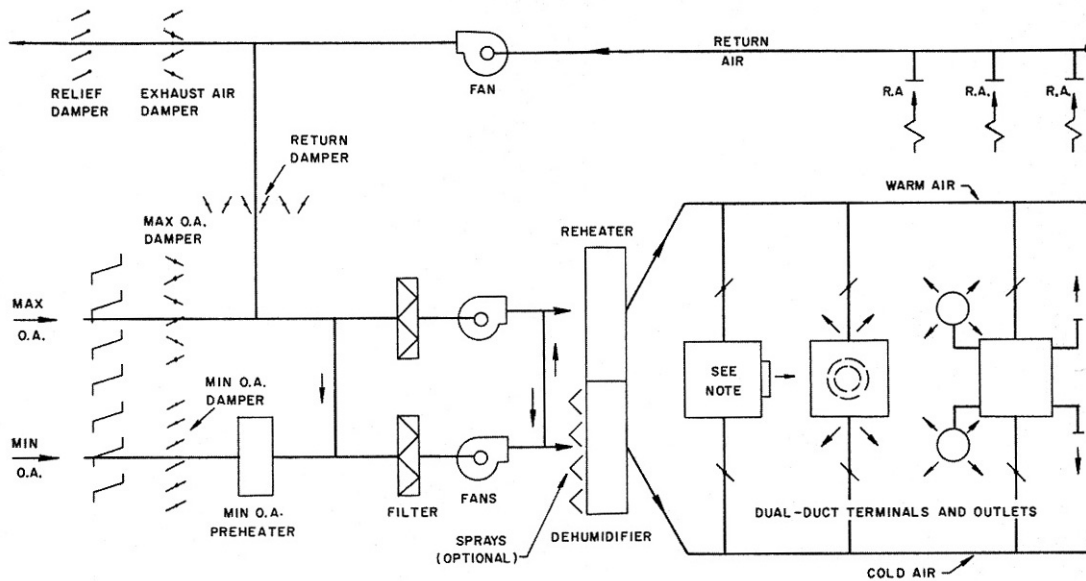 RETURN
AIR
RELIEF
DAMPER
EXHAUST AIR
DAMPER
FAN
R.A
R.A.
R.A.
RETURN
DAMPER
WARM AIR
MAX O.A.
DAMPER
REHEATER
MAX
O.A.
SEE
NOTE
MIN O.A.
DAMPER
MIN
O.A.
MIN O.A.
PREHEATER
FILTER
FANS
SPRAYS
(OPTIONAL)
DEHUMIDIFIER
DUAL-DUCT TERMINALS AND OUTLETS
COLD AIR